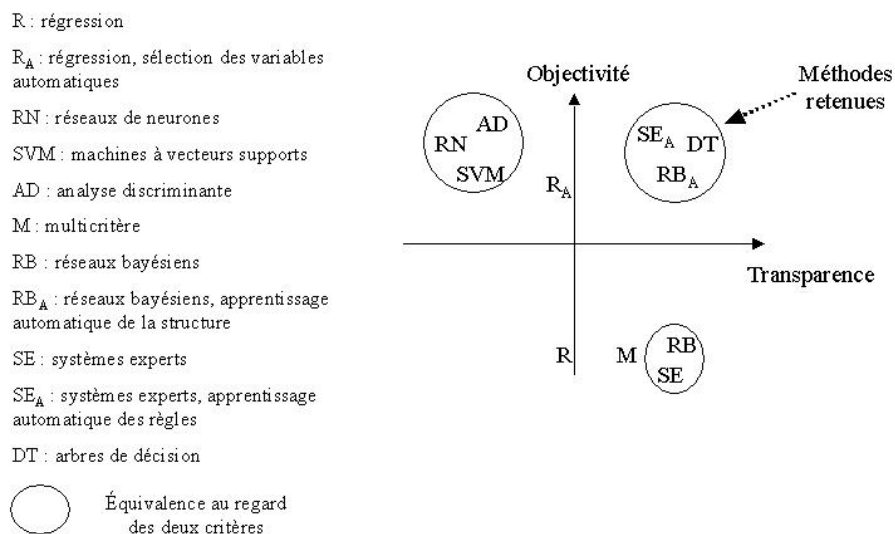 R : régression
R_A : régression, sélection des variables
automatiques
RN : réseaux de neurones
SVM : machines à vecteurs supports
AD : analyse discriminante
M : multicritère
RB : réseaux bayésiens
RB_A : réseaux bayésiens, apprentissage
automatique de la structure
SE : systèmes experts
SE_A : systèmes experts, apprentissage
automatique des règles
DT : arbres de décision
Équivalence au regard
des deux critères
Objectivité
Méthodes
retenues
AD
RN
SVM
SE_A DT
RB_A
R_A
Transparence
R
M
RB
SE